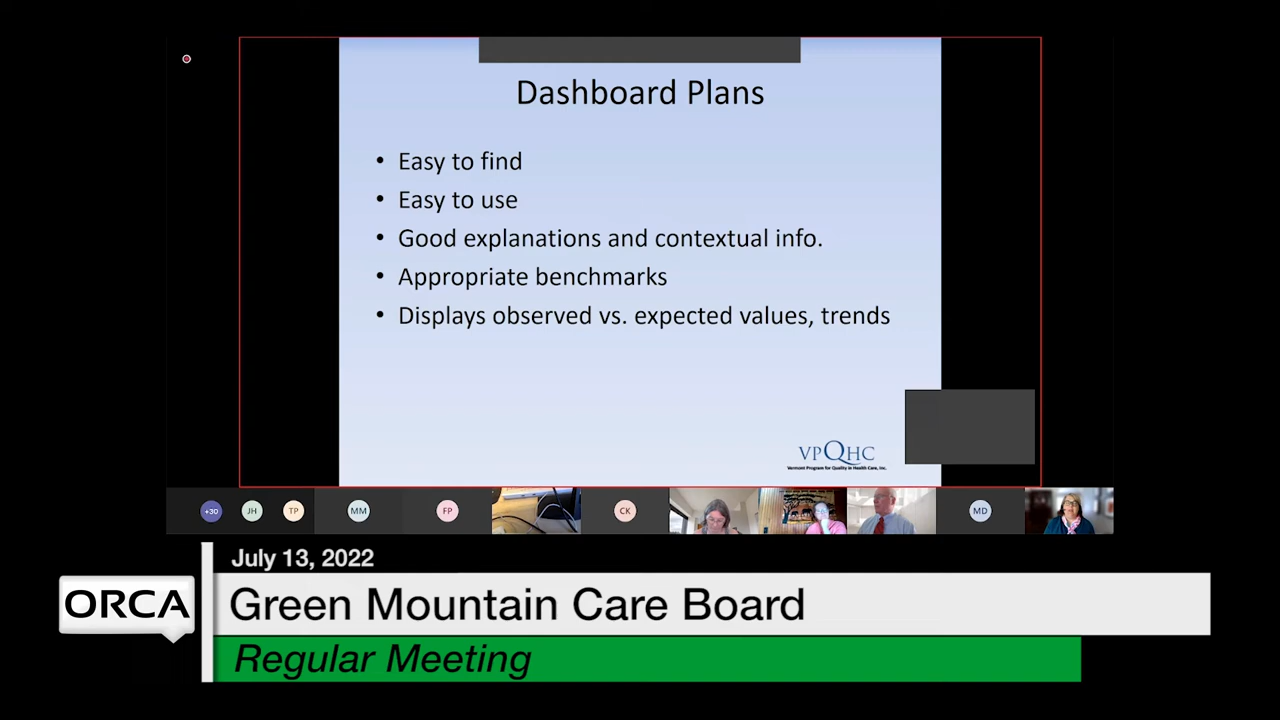 Dashboard Plans
• Easy to find
• Easy to use
• Good explanations and contextual info.
• Appropriate benchmarks
• Displays observed vs. expected values, trends
VPQHC
Vermont Program for Quality in Health Care, Inc.
+30 JH TP MM FP CK MD
July 13, 2022
ORCA
Green Mountain Care Board
Regular Meeting